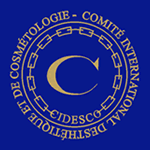 COMITÉ INTERNATIONAL D'ESTHÉTIQUE ET DE COSMÉTOLOGIE -
C
CIDESCO